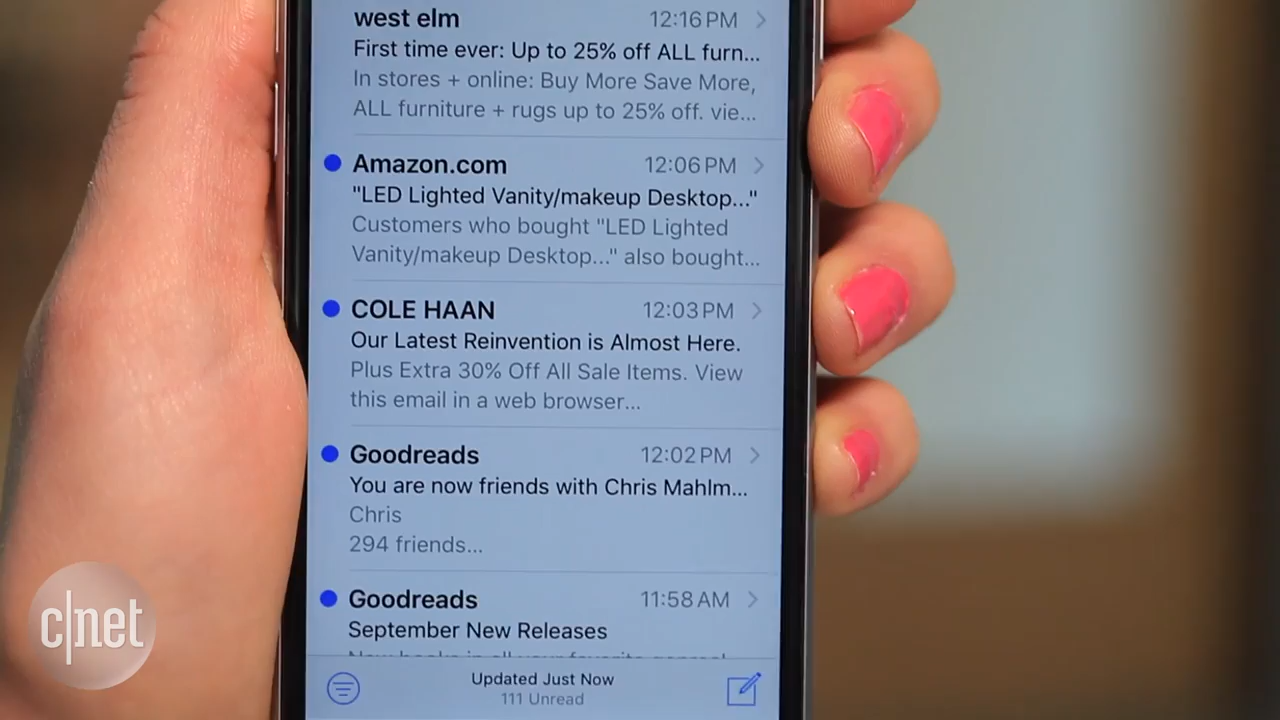 west elm 12:16 PM
First time ever: Up to 25% off ALL furn...
In stores + online: Buy More Save More,
ALL furniture + rugs up to 25% off. vie...
Amazon.com 12:06 PM
"LED Lighted Vanity/makeup Desktop..."
Customers who bought "LED Lighted
Vanity/makeup Desktop..." also bought...
COLE HAAN 12:03 PM
Our Latest Reinvention is Almost Here.
Plus Extra 30% Off All Sale Items. View
this email in a web browser...
Goodreads 12:02 PM
You are now friends with Chris Mahlm...
Chris
294 friends...
Goodreads 11:58 AM
September New Releases
Updated Just Now
111 Unread
c|net